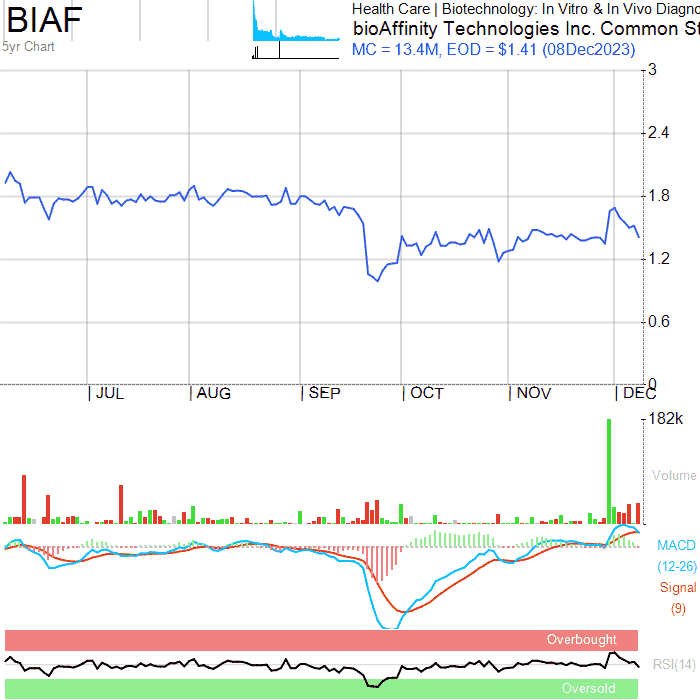 BIAF
5yr Chart
Health Care | Biotechnology: In Vitro & In Vivo Diagno
bioAffinity Technologies Inc. Common St
MC = 13.4M, EOD = $1.41 (08Dec2023)
3
2.4
1.8
1.2
0.6
0
JUL AUG SEP OCT NOV DEC
182k
Volume
MACD
(12-26)
Signal
(9)
Overbought
RSI(14)
Oversold